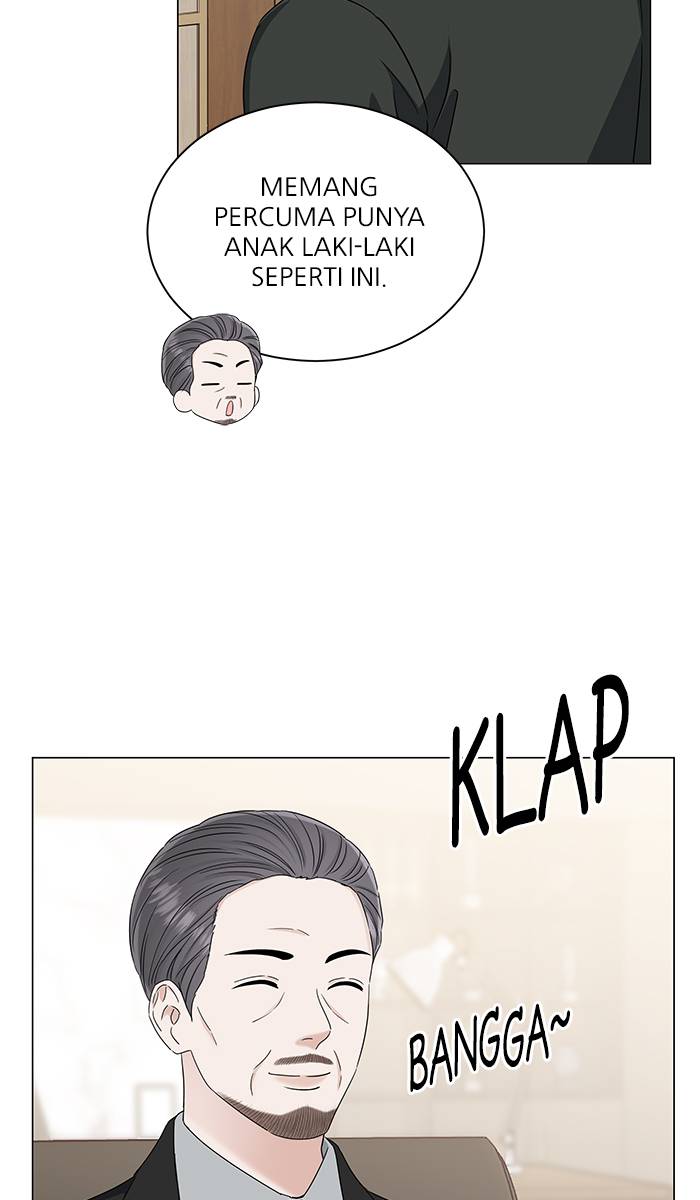 MEMANG
PERCUMA PUNYA
ANAK LAKI-LAKI
SEPERTI INI.
KLAP
BANGGA~